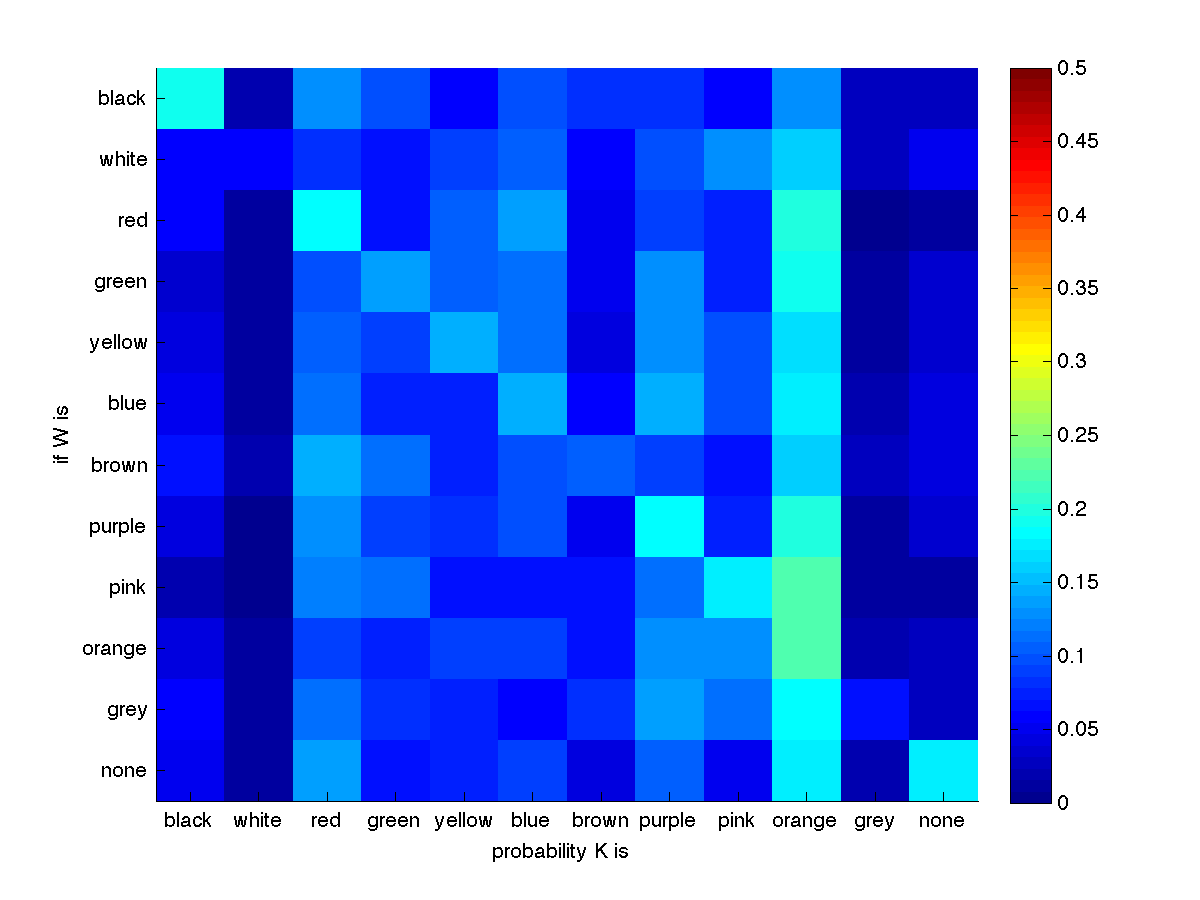 black
white
red
green
yellow
blue
brown
purple
pink
orange
grey
none
if W is
black white red green yellow blue brown purple pink orange grey none
probability K is
0.5
0.45
0.4
0.35
0.3
0.25
0.2
0.15
0.1
0.05
0